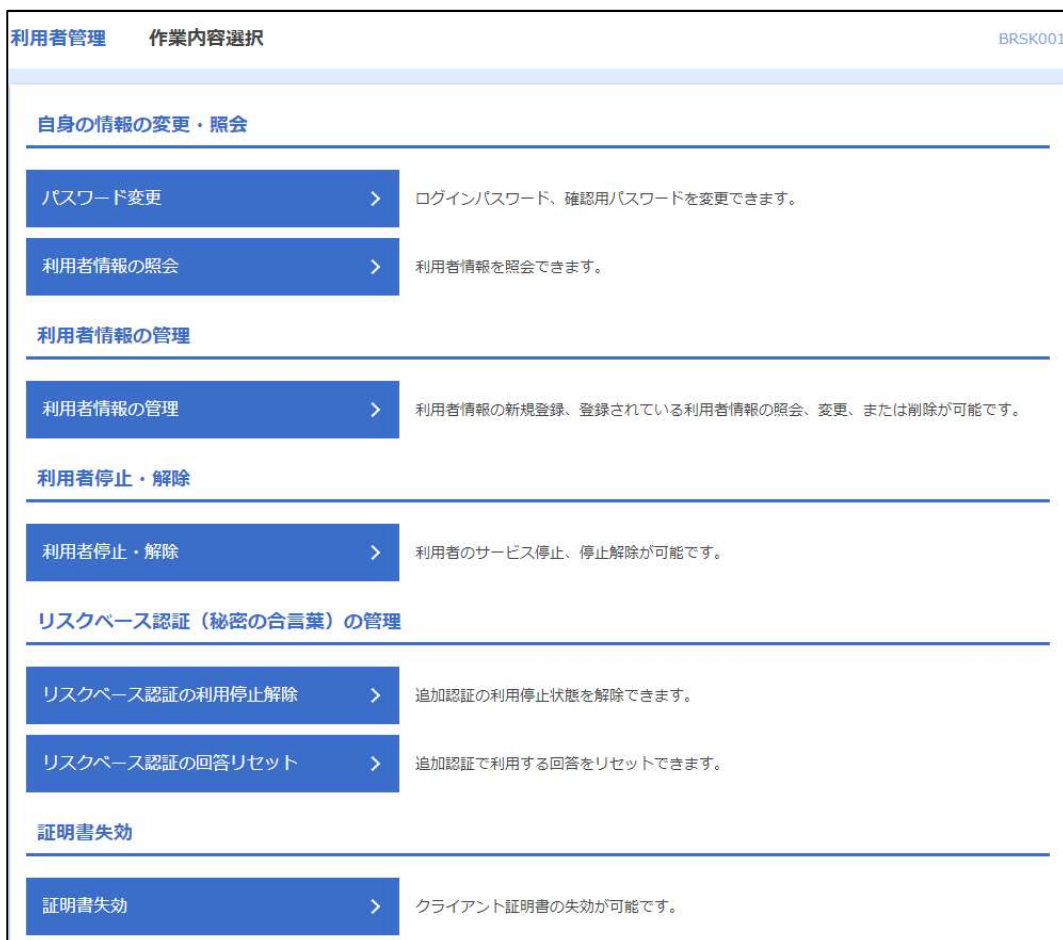 利用者管理 作業内容選択 BRSK001
自身の情報の変更・照会
パスワード変更 ログインパスワード、確認用パスワードを変更できます。
利用者情報の照会 利用者情報を照会できます。
利用者情報の管理
利用者情報の管理 利用者情報の新規登録、登録されている利用者情報の照会、変更、または削除が可能です。
利用者停止・解除
利用者停止・解除 利用者のサービス停止、停止解除が可能です。
リスクベース認証（秘密の合言葉）の管理
リスクベース認証の利用停止解除 追加認証の利用停止状態を解除できます。
リスクベース認証の回答リセット 追加認証で利用する回答をリセットできます。
証明書失効
証明書失効 クライアント証明書の失効が可能です。